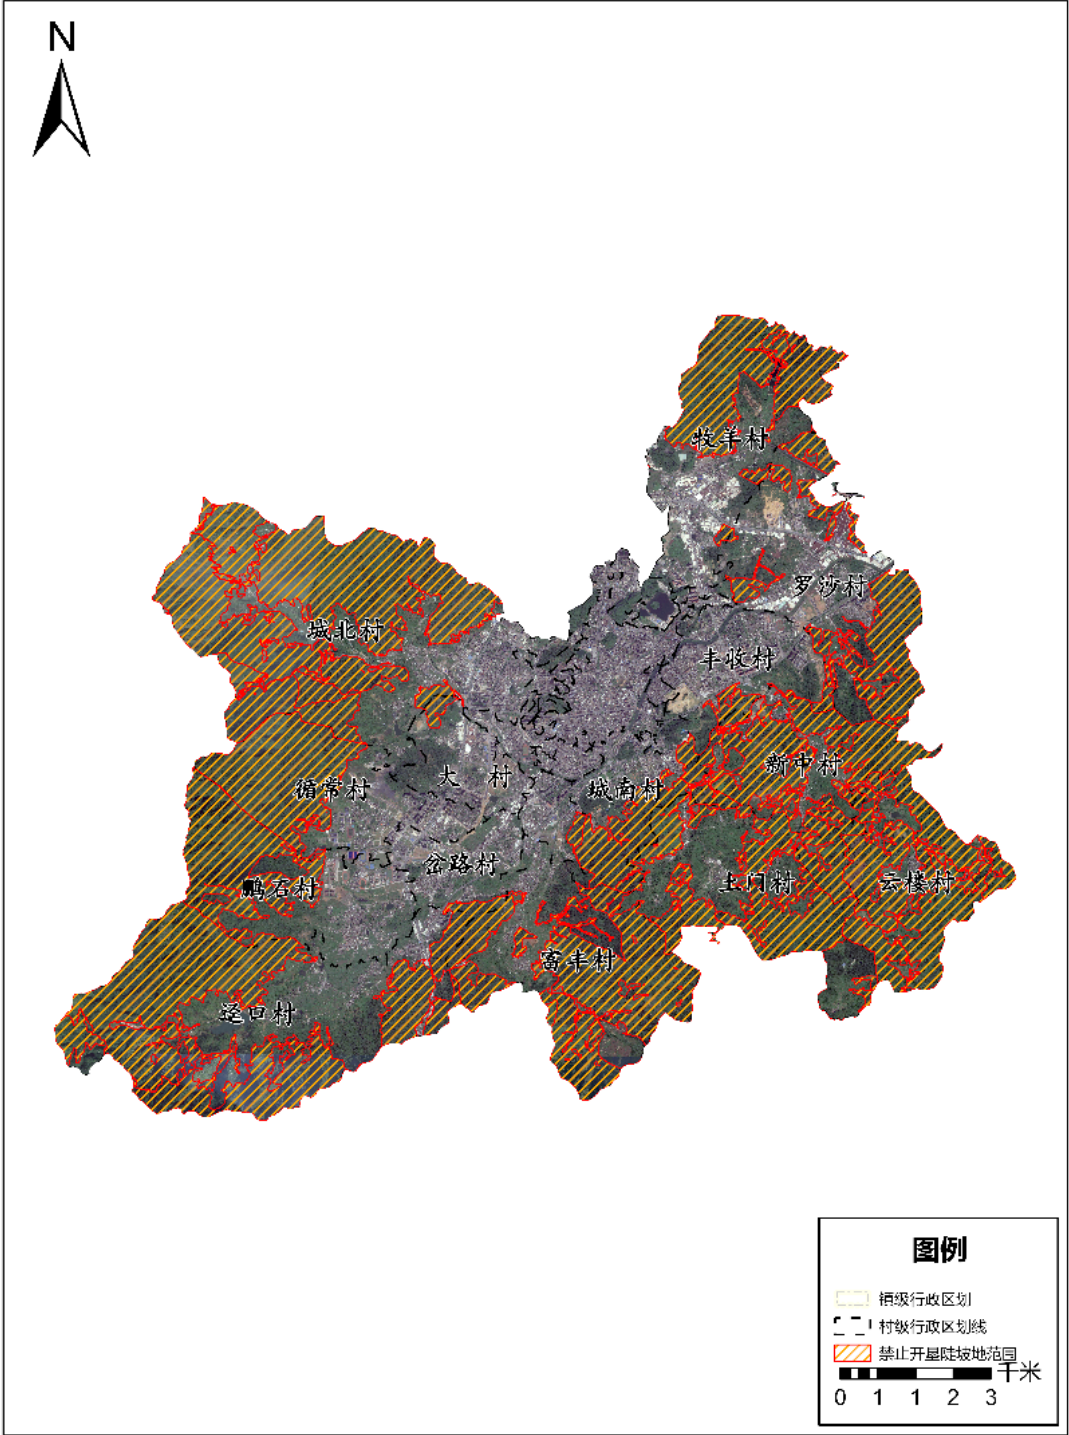 N
牧羊村
罗沙村
城北村
丰收村
新中村
大村
循常村
城南村
岔路村
鹏石村
土门村
云楼村
富丰村
迳口村
图例
镇级行政区划
村级行政区划线
禁止开垦陡坡地范围
千米
0 1 1 2 3